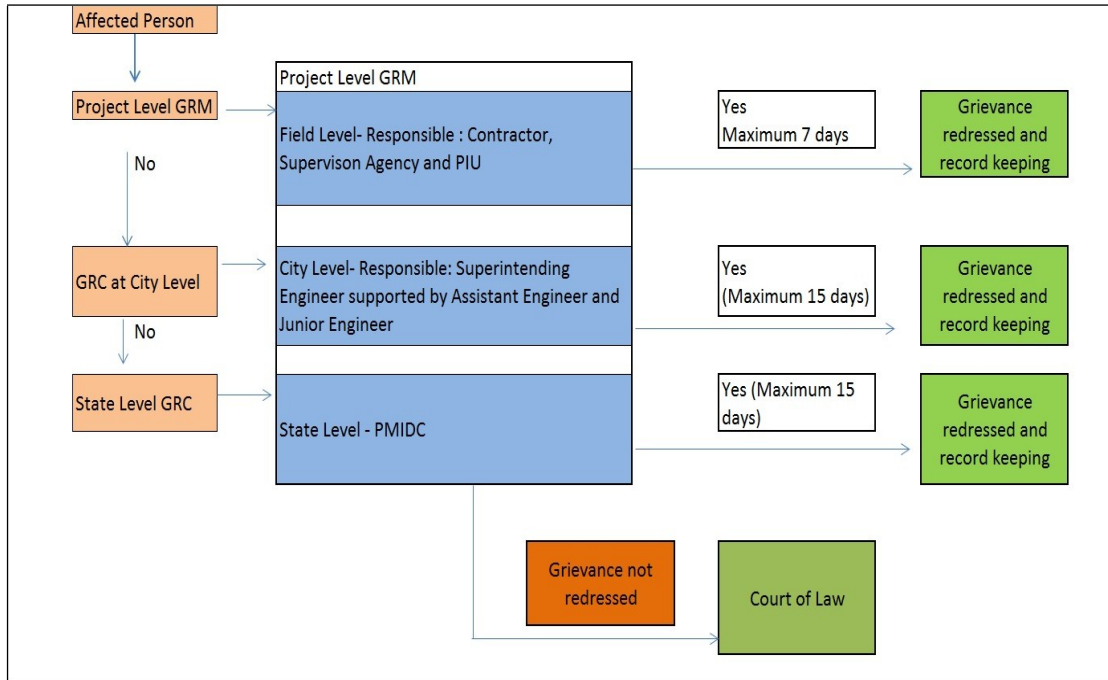 Affected Person
Project Level GRM
Project Level GRM
Field Level- Responsible : Contractor,
Supervison Agency and PIU
Yes
Maximum 7 days
Grievance
redressed and
record keeping
No
GRC at City Level
City Level- Responsible: Superintending
Engineer supported by Assistant Engineer and
Junior Engineer
Yes
(Maximum 15 days)
Grievance
redressed and
record keeping
No
State Level GRC
State Level - PMIDC
Yes (Maximum 15
days)
Grievance
redressed and
record keeping
Grievance not
redressed
Court of Law